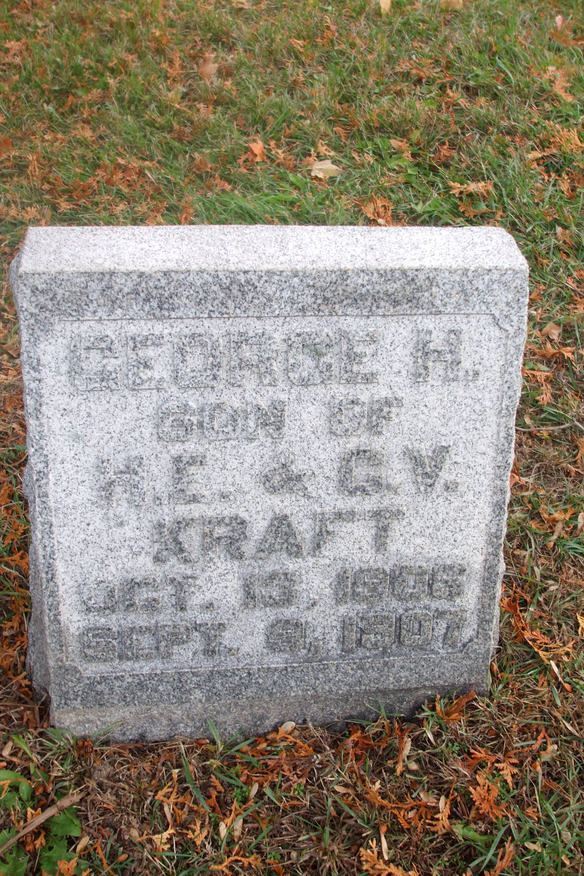 GEORGE H.
SON OF
H.E. & G.V.
KRAFT
OCT. 13, 1906
SEPT. 9, 1907